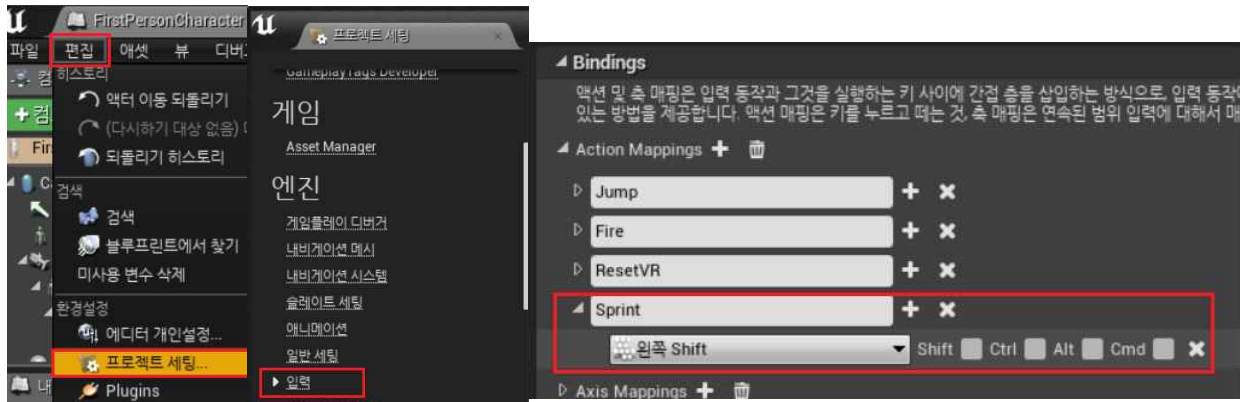 FirstPersonCharacter
파일 편집 애셋 뷰 디버
히스토리
액터 이동 되돌리기
(다시하기 대상 없음)
되돌리기 히스토리
검색
검색
블루프린트에서 찾기
미사용 변수 삭제
환경설정
에디터 개인설정...
프로젝트 세팅...
Plugins
+컴
Fir
프로젝트 세팅
GameplayTags Developer
게임
Asset Manager
엔진
게임플레이 디버거
내비게이션 메시
내비게이션 시스템
슬레이트 세팅
애니메이션
일반 세팅
입력
Bindings
액션 및 축 매핑은 입력 동작과 그것을 실행하는 키 사이에 간접 층을 삽입하는 방식으로, 입력 동작
있는 방법을 제공합니다. 액션 매핑은 키를 누르고 떼는 것, 축 매핑은 연속된 범위 입력에 대해서 매
Action Mappings
Jump
Fire
ResetVR
Sprint
왼쪽 Shift Shift Ctrl Alt Cmd
Axis Mappings